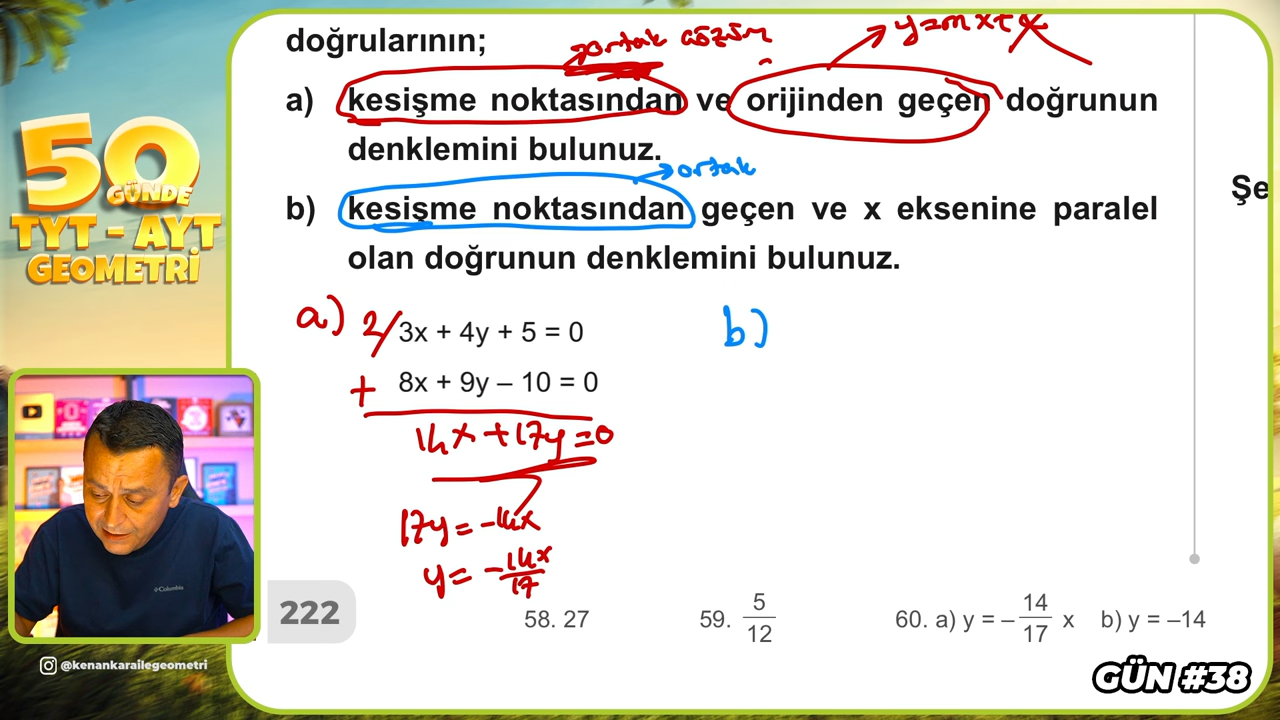 doğrularının;
ortak çözüm
y=mx+
a) kesişme noktasından ve orijinden geçen doğrunun
denklemini bulunuz.
ortak
b) kesişme noktasından geçen ve x eksenine paralel
olan doğrunun denklemini bulunuz.
Şe
50
GÜNDE
TYT - AYT
GEOMETRİ
a) 2/ 3x + 4y + 5 = 0
+ 8x + 9y – 10 = 0
14x + 17y = 0
17y = -14x
y = -14x/17
b)
222
58. 27
59. 5/12
60. a) y = – 14/17 x b) y = –14
Columbia
@kenankarailegeometri
GÜN #38